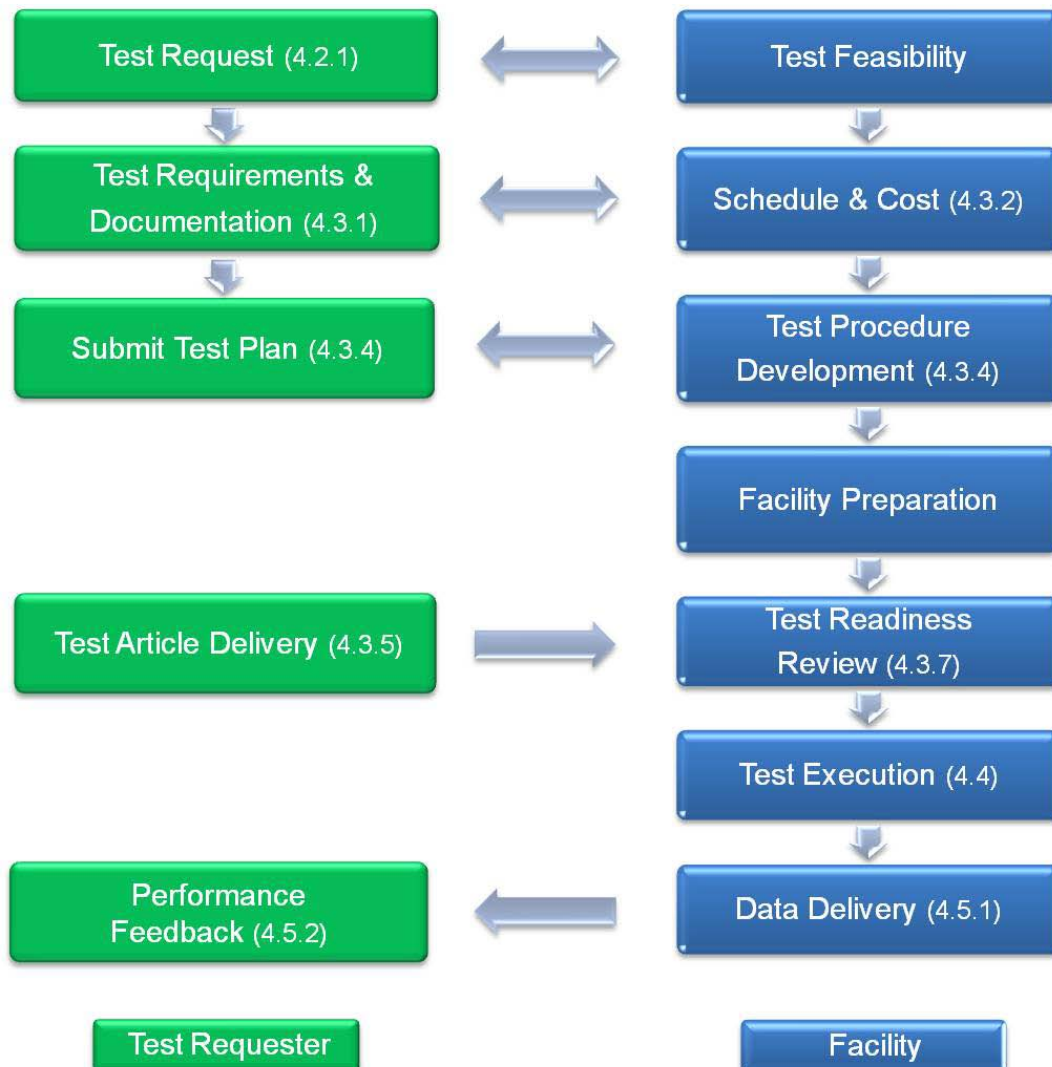 Test Request (4.2.1)
Test Feasibility
Test Requirements &
Documentation (4.3.1)
Schedule & Cost (4.3.2)
Submit Test Plan (4.3.4)
Test Procedure
Development (4.3.4)
Facility Preparation
Test Article Delivery (4.3.5)
Test Readiness
Review (4.3.7)
Test Execution (4.4)
Performance
Feedback (4.5.2)
Data Delivery (4.5.1)
Test Requester
Facility